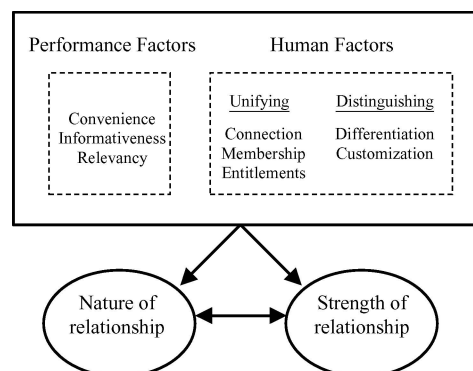 Performance Factors
Human Factors
Convenience
Informativeness
Relevancy
Unifying
Connection
Membership
Entitlements
Distinguishing
Differentiation
Customization
Nature of
relationship
Strength of
relationship